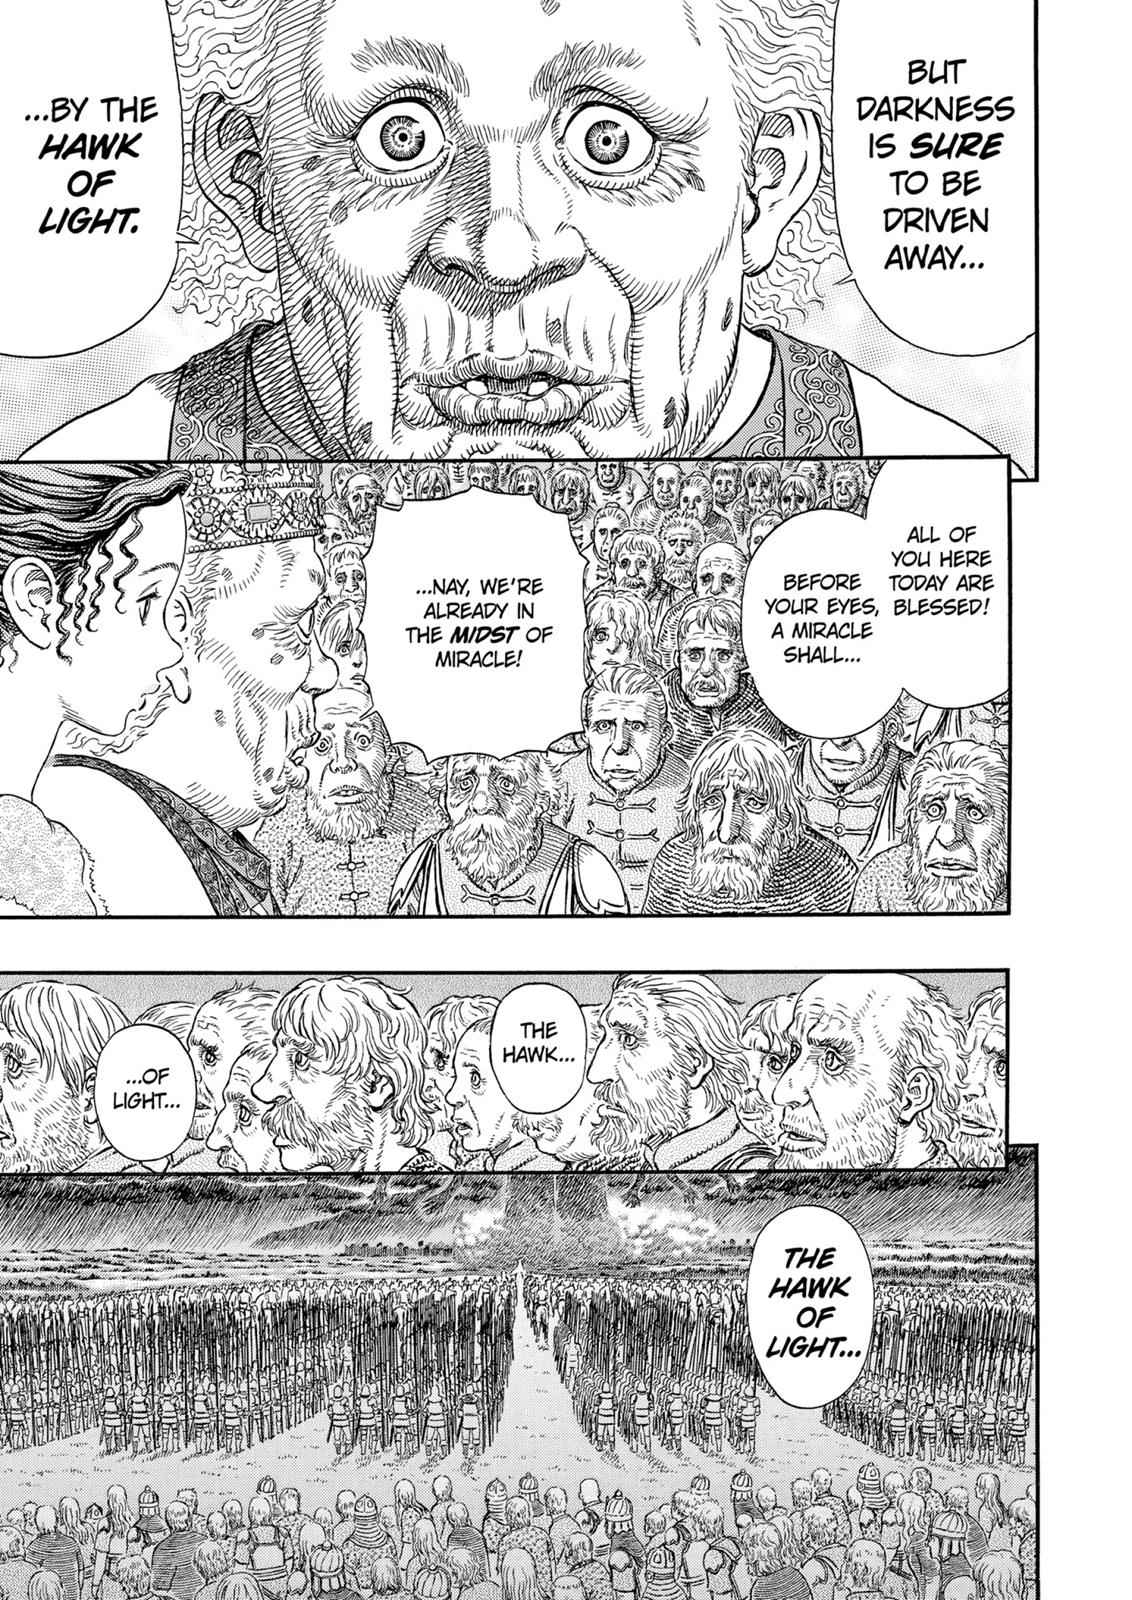 BUT
DARKNESS
IS SURE
TO BE
DRIVEN
AWAY...
...BY THE
HAWK
OF
LIGHT.
ALL OF
YOU HERE
TODAY ARE
BLESSED!
BEFORE
YOUR EYES,
A MIRACLE
SHALL...
...NAY, WE'RE
ALREADY IN
THE MIDST OF
MIRACLE!
THE
HAWK...
...OF
LIGHT...
THE
HAWK
OF
LIGHT...